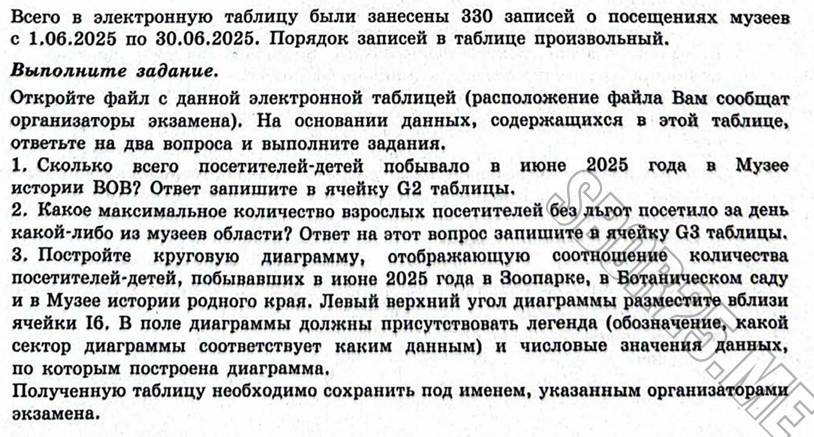 Всего в электронную таблицу были занесены 330 записей о посещениях музеев
с 1.06.2025 по 30.06.2025. Порядок записей в таблице произвольный.
Выполните задание.
Откройте файл с данной электронной таблицей (расположение файла Вам сообщат
организаторы экзамена). На основании данных, содержащихся в этой таблице,
ответьте на два вопроса и выполните задания.
1. Сколько всего посетителей-детей побывало в июне 2025 года в Музее
истории ВОВ? Ответ запишите в ячейку G2 таблицы.
2. Какое максимальное количество взрослых посетителей без льгот посетило за день
какой-либо из музеев области? Ответ на этот вопрос запишите в ячейку G3 таблицы.
3. Постройте круговую диаграмму, отображающую соотношение количества
посетителей-детей, побывавших в июне 2025 года в Зоопарке, в Ботаническом саду
и в Музее истории родного края. Левый верхний угол диаграммы разместите вблизи
ячейки I6. В поле диаграммы должны присутствовать легенда (обозначение, какой
сектор диаграммы соответствует каким данным) и числовые значения данных,
по которым построена диаграмма.
Полученную таблицу необходимо сохранить под именем, указанным организаторами
экзамена.